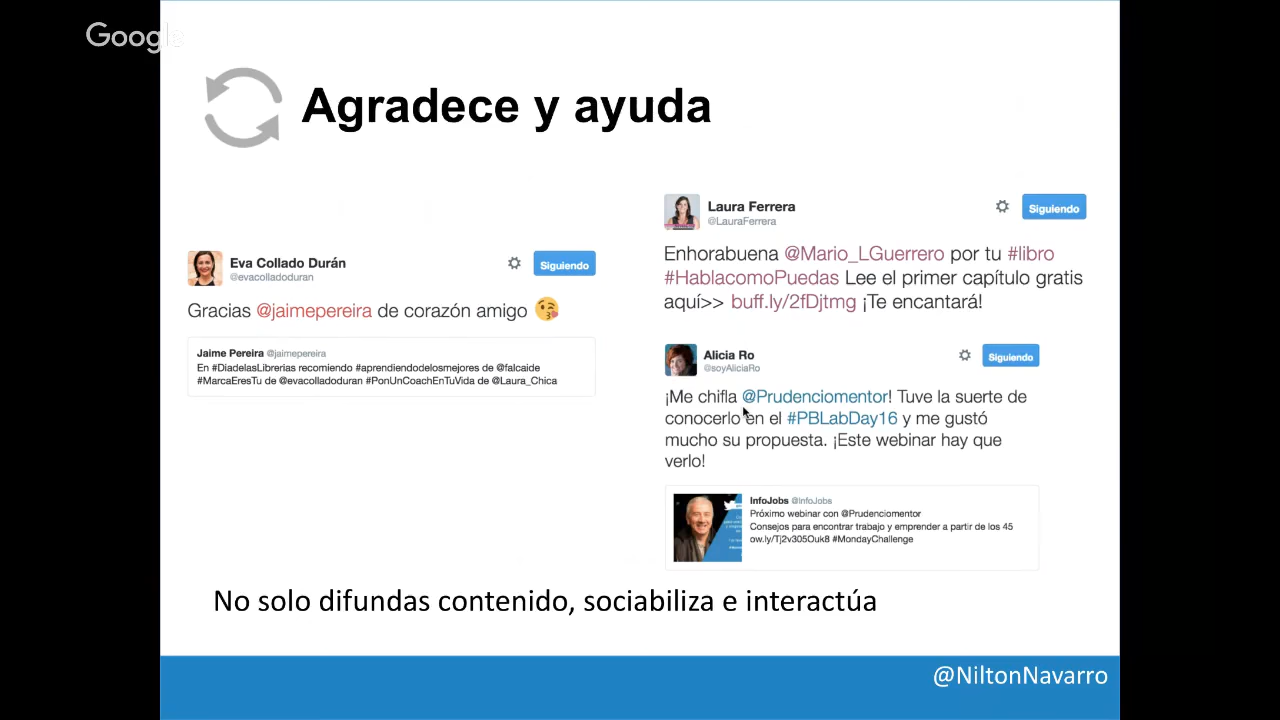 Google
Agradece y ayuda
Eva Collado Durán
@evacolladoduran
Siguiendo
Gracias @jaimepereira de corazón amigo 😘
Jaime Pereira @jaimepereira
En #DiadelasLibrerias recomiendo #aprendiendodelosmejores de @falcaide
#MarcaEresTu de @evacolladoduran #PonUnCoachEnTuVida de @Laura_Chica
Laura Ferrera
@LauraFerrera
Siguiendo
Enhorabuena @Mario_LGuerrero por tu #libro
#HablacomoPuedas Lee el primer capítulo gratis
aquí>> buff.ly/2fDjtmg ¡Te encantará!
Alicia Ro
@soyAliciaRo
Siguiendo
¡Me chifla @Prudenciomentor! Tuve la suerte de
conocerlo en el #PBLabDay16 y me gustó
mucho su propuesta. ¡Este webinar hay que
verlo!
InfoJobs @InfoJobs
Próximo webinar con @Prudenciomentor
Consejos para encontrar trabajo y emprender a partir de los 45
ow.ly/Tj2v305Ouk8 #MondayChallenge
No solo difundas contenido, sociabiliza e interactúa
@NiltonNavarro